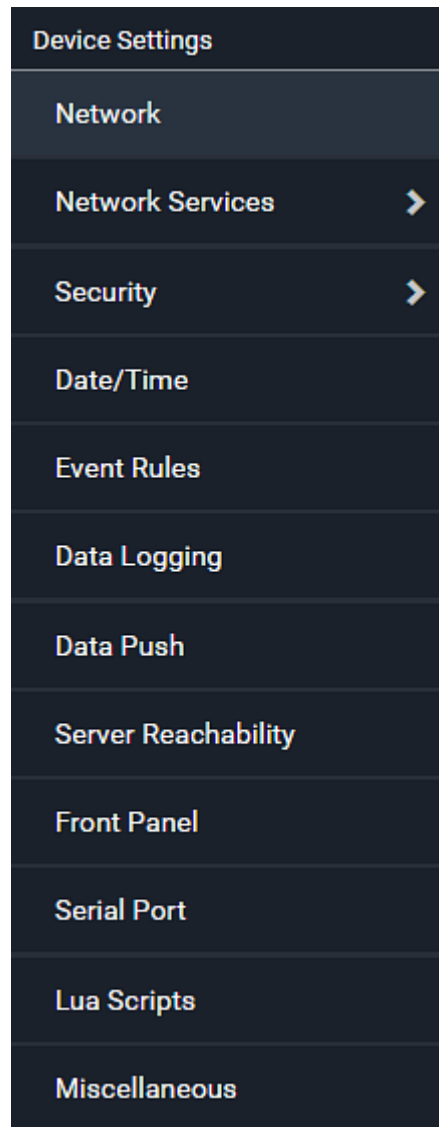 Device Settings
Network
Network Services
Security
Date/Time
Event Rules
Data Logging
Data Push
Server Reachability
Front Panel
Serial Port
Lua Scripts
Miscellaneous